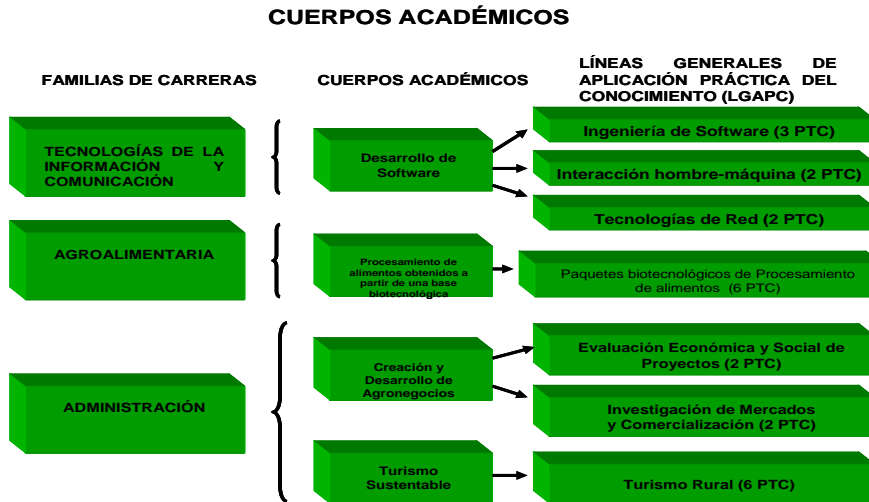 CUERPOS ACADÉMICOS
FAMILIAS DE CARRERAS
CUERPOS ACADÉMICOS
LÍNEAS GENERALES DE
APLICACIÓN PRÁCTICA DEL
CONOCIMIENTO (LGAPC)
TECNOLOGÍAS DE LA
INFORMACIÓN Y
COMUNICACIÓN
Desarrollo de
Software
Ingeniería de Software (3 PTC)
Interacción hombre-máquina (2 PTC)
Tecnologías de Red (2 PTC)
AGROALIMENTARIA
Procesamiento de
alimentos obtenidos a
partir de una base
biotecnológica
Paquetes biotecnológicos de Procesamiento
de alimentos (6 PTC)
ADMINISTRACIÓN
Creación y
Desarrollo de
Agronegocios
Evaluación Económica y Social de
Proyectos (2 PTC)
Investigación de Mercados
y Comercialización (2 PTC)
Turismo
Sustentable
Turismo Rural (6 PTC)